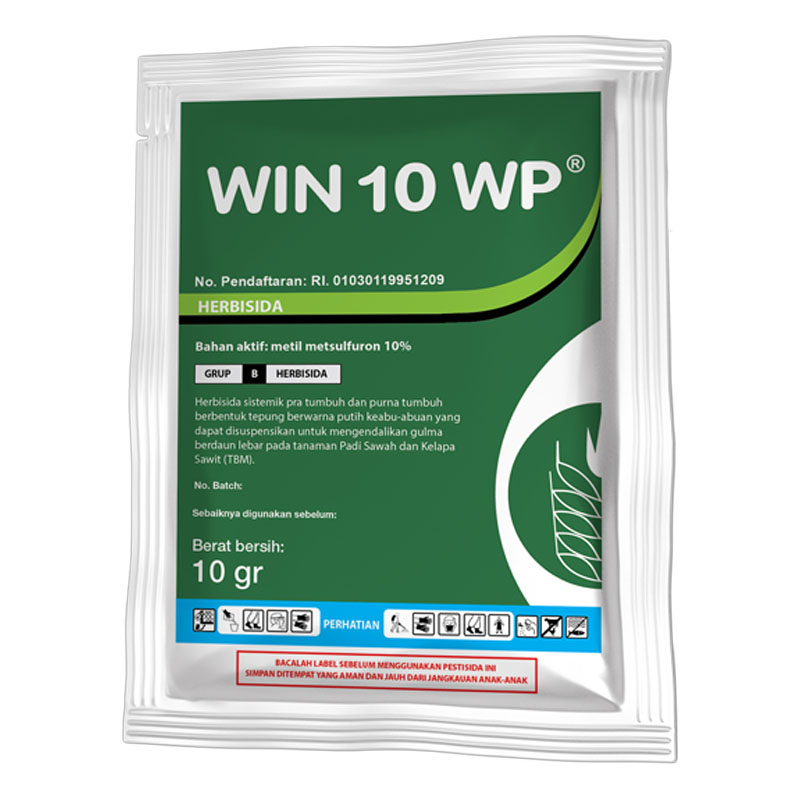 WIN 10 WP®
No. Pendaftaran: RI. 01030119951209
HERBISIDA
Bahan aktif: metil metsulfuron 10%
GRUP B HERBISIDA
Herbisida sistemik pra tumbuh dan purna tumbuh
berbentuk tepung berwarna putih keabu-abuan yang
dapat disuspensikan untuk mengendalikan gulma
berdaun lebar pada tanaman Padi Sawah dan Kelapa
Sawit (TBM).
No. Batch:
Sebaiknya digunakan sebelum:
Berat bersih:
10 gr
PERHATIAN
BACALAH LABEL SEBELUM MENGGUNAKAN PESTISIDA INI
SIMPAN DITEMPAT YANG AMAN DAN JAUH DARI JANGKAUAN ANAK-ANAK